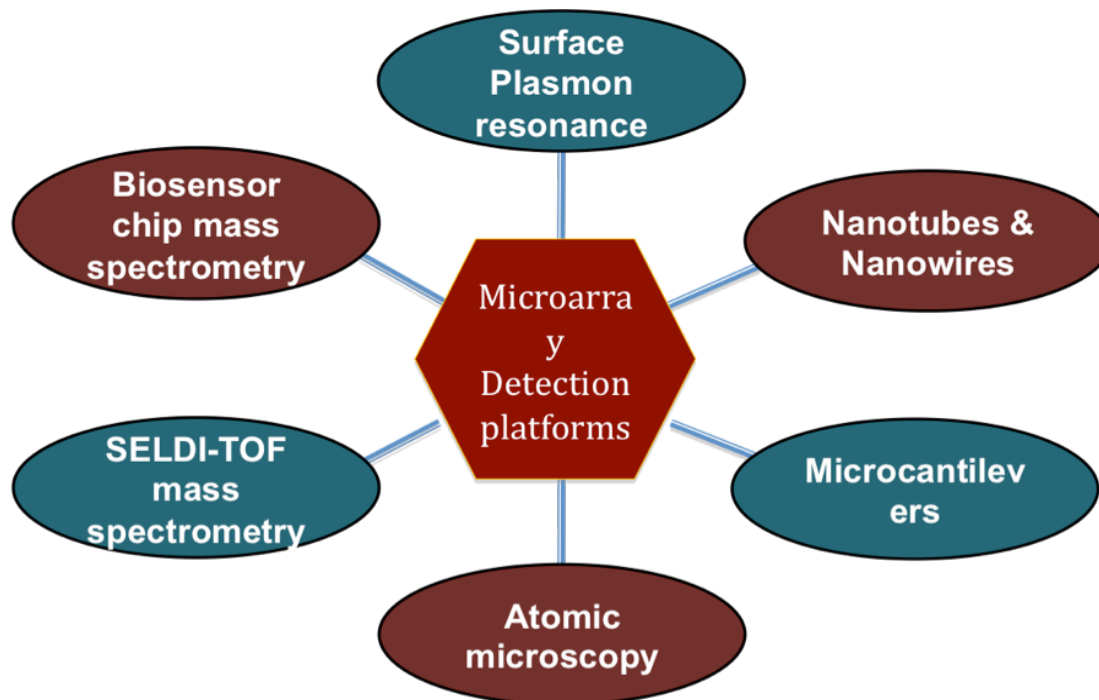 Surface
Plasmon
resonance
Biosensor
chip mass
spectrometry
Nanotubes &
Nanowires
Microarra
y
Detection
platforms
SELDI-TOF
mass
spectrometry
Microcantilev
ers
Atomic
microscopy